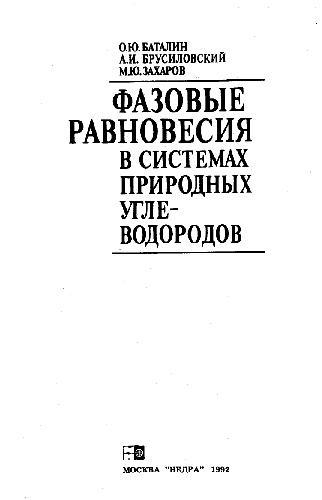 О.Ю. БАТАЛИН
А.И. БРУСИЛОВСКИЙ
М.Ю. ЗАХАРОВ
ФАЗОВЫЕ
РАВНОВЕСИЯ
В СИСТЕМАХ
ПРИРОДНЫХ
УГЛЕ-
ВОДОРОДОВ
МОСКВА "НЕДРА" 1992